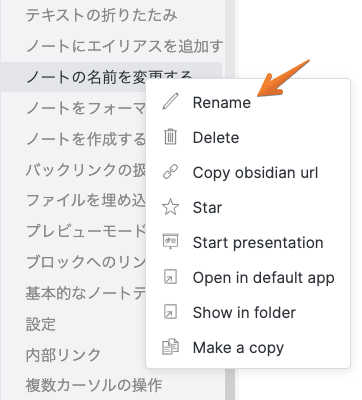 テキストの折りたたみ
ノートにエイリアスを追加す
ノートの名前を変更する
Rename
ノートをフォーマ
Delete
ノートを作成する
Copy obsidian url
バックリンクの扱
Star
ファイルを埋め込
Start presentation
プレビューモード
Open in default app
ブロックへのリン
Show in folder
基本的なノートテ
Make a copy
設定
内部リンク
複数カーソルの操作